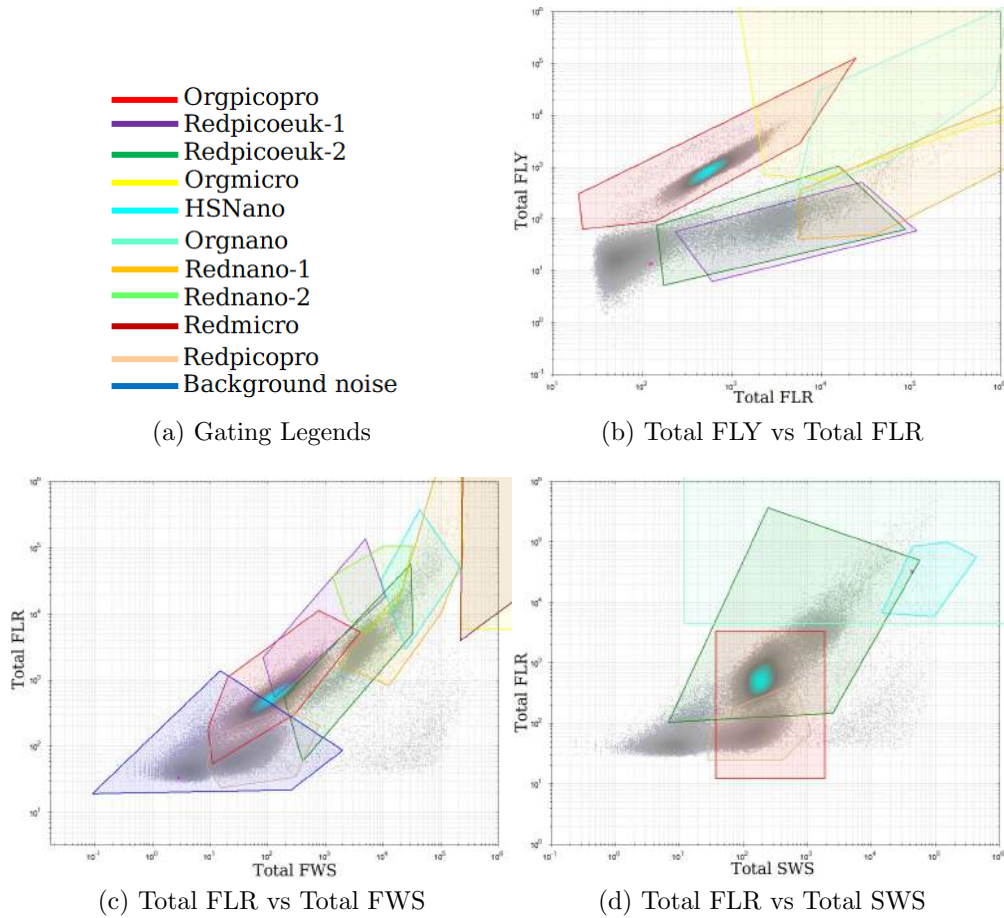 Orgpicopro
Redpicoeuk-1
Redpicoeuk-2
Orgmicro
HSNano
Orgnano
Rednano-1
Rednano-2
Redmicro
Redpicopro
Background noise
(a) Gating Legends
Total FLY
Total FLR
(b) Total FLY vs Total FLR
Total FLR
Total FWS
(c) Total FLR vs Total FWS
Total FLR
Total SWS
(d) Total FLR vs Total SWS